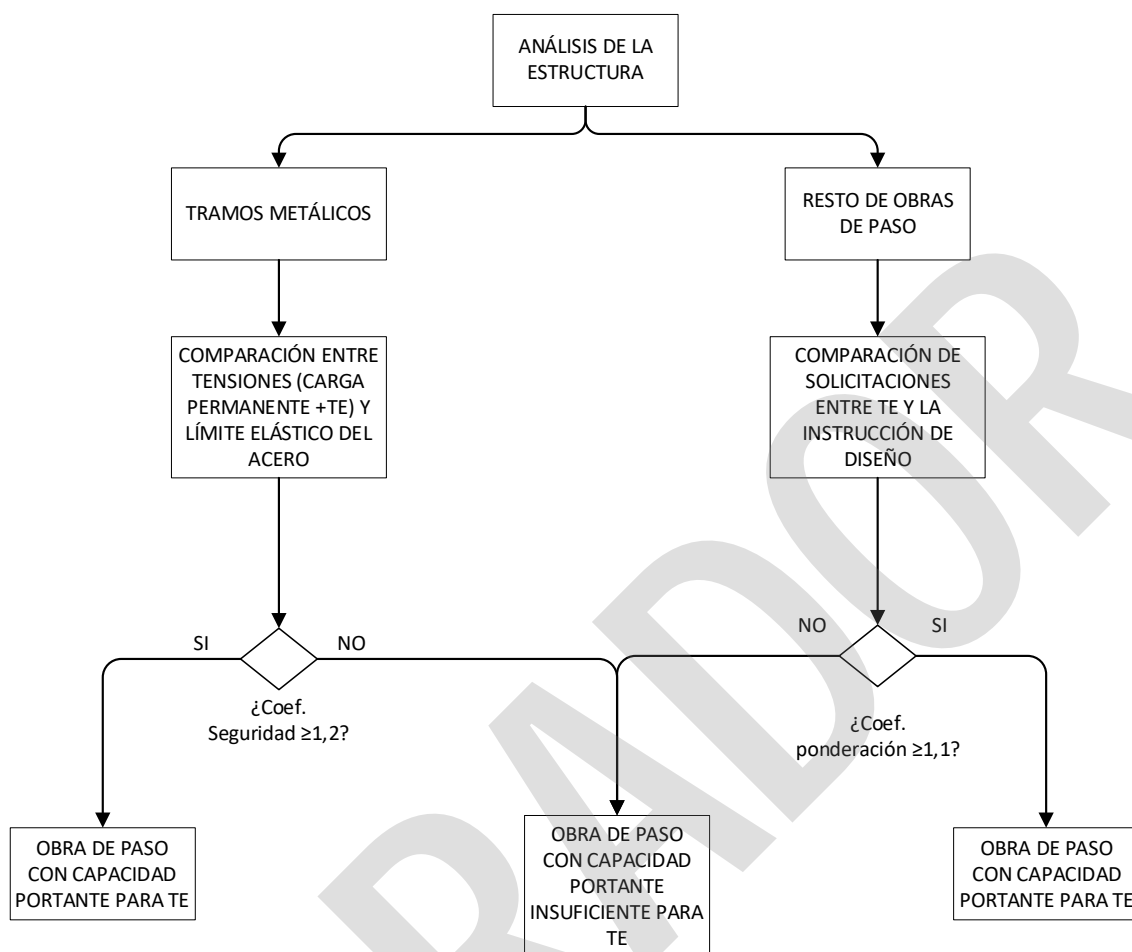 ANÁLISIS DE LA
ESTRUCTURA
TRAMOS METÁLICOS
RESTO DE OBRAS
DE PASO
COMPARACIÓN ENTRE
TENSIONES (CARGA
PERMANENTE +TE) Y
LÍMITE ELÁSTICO DEL
ACERO
COMPARACIÓN DE
SOLICITACIONES
ENTRE TE Y LA
INSTRUCCIÓN DE
DISEÑO
SI
NO
NO
SI
¿Coef.
Seguridad ≥1,2?
¿Coef.
ponderación ≥1,1?
OBRA DE PASO
CON CAPACIDAD
PORTANTE PARA TE
OBRA DE PASO
CON CAPACIDAD
PORTANTE
INSUFICIENTE PARA
TE
OBRA DE PASO
CON CAPACIDAD
PORTANTE PARA TE
RADOR